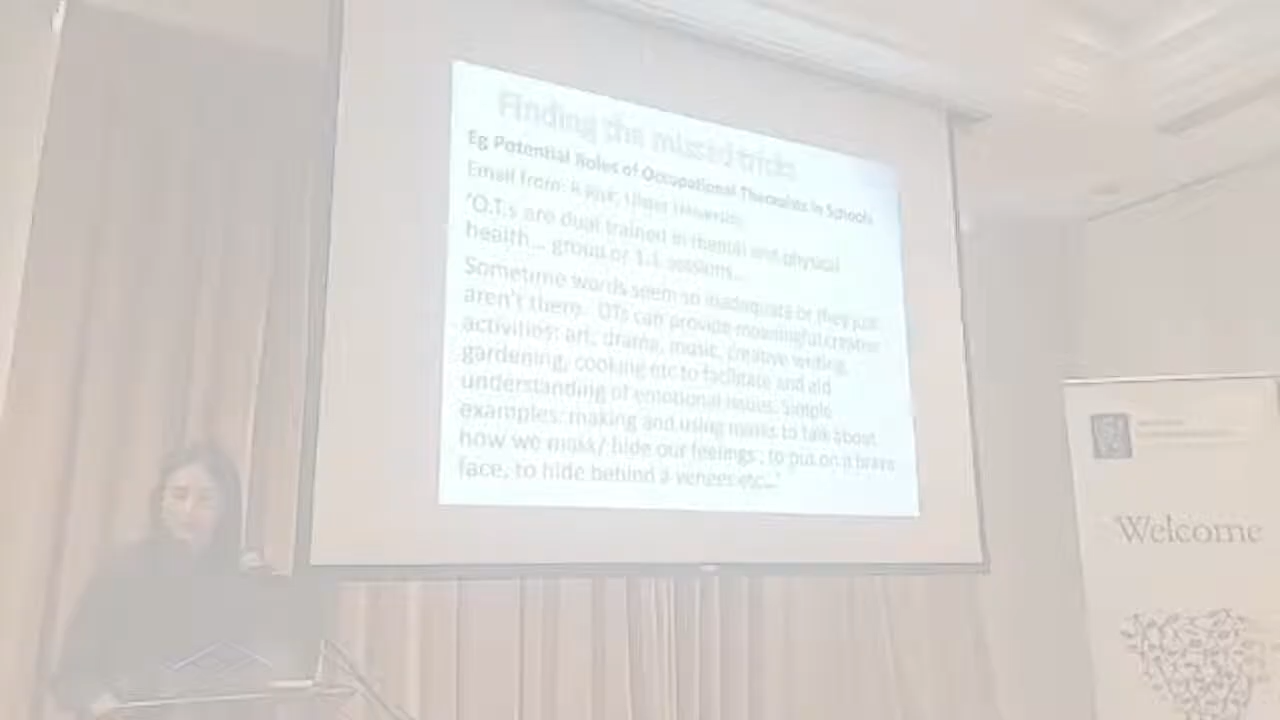 Finding the missed tricks
Eg Potential Roles of Occupational Therapists in Schools
Email from: Ulster University
'O.T.s are dual trained in mental and physical
health... group or 1:1 sessions...
Sometime words seem so inadequate or they just
aren't there. OTs can provide meaningful creative
activities: art, drama, music, creative writing,
gardening, cooking etc to facilitate and aid
understanding of emotional issues. Simple
examples: making and using masks to talk about
how we mask/ hide our feelings , to put on a brave
face, to hide behind a veneer etc...'
Welcome